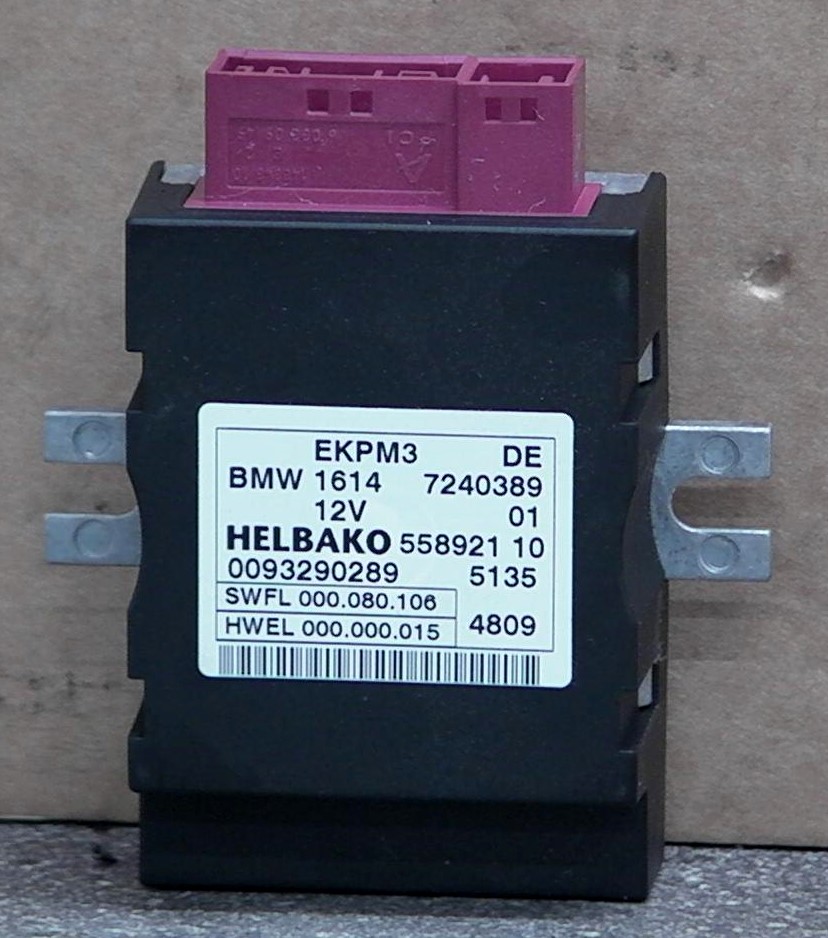 EKPM3 DE
BMW 1614 7240389
12V 01
HELBAKO 558921 10
0093290289 5135
SWFL 000.080.106
HWEL 000.000.015 4809